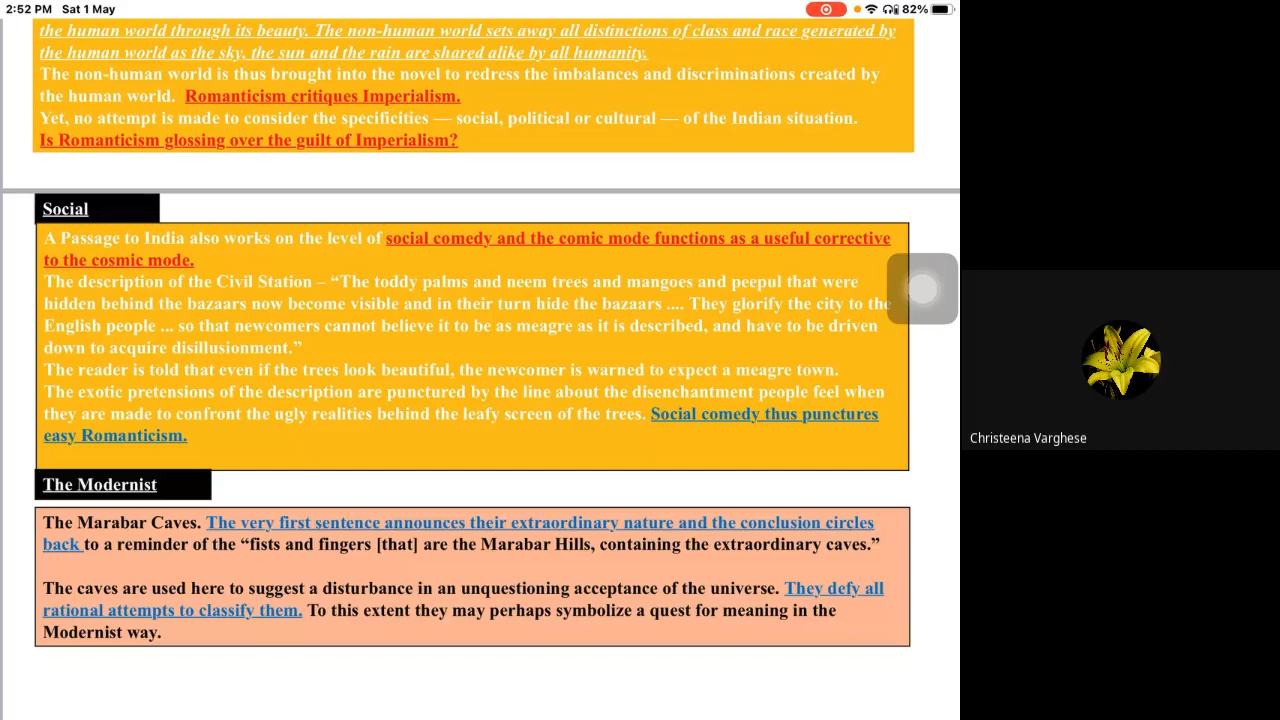 2:52 PM Sat 1 May
82%
the human world through its beauty. The non-human world sets away all distinctions of class and race generated by
the human world as the sky, the sun and the rain are shared alike by all humanity.
The non-human world is thus brought into the novel to redress the imbalances and discriminations created by
the human world. Romanticism critiques Imperialism.
Yet, no attempt is made to consider the specificities — social, political or cultural — of the Indian situation.
Is Romanticism glossing over the guilt of Imperialism?
Social
A Passage to India also works on the level of social comedy and the comic mode functions as a useful corrective
to the cosmic mode.
The description of the Civil Station – “The toddy palms and neem trees and mangoes and peepul that were
hidden behind the bazaars now become visible and in their turn hide the bazaars .... They glorify the city to the
English people ... so that newcomers cannot believe it to be as meagre as it is described, and have to be driven
down to acquire disillusionment.”
The reader is told that even if the trees look beautiful, the newcomer is warned to expect a meagre town.
The exotic pretensions of the description are punctured by the line about the disenchantment people feel when
they are made to confront the ugly realities behind the leafy screen of the trees. Social comedy thus punctures
easy Romanticism.
The Modernist
The Marabar Caves. The very first sentence announces their extraordinary nature and the conclusion circles
back to a reminder of the “fists and fingers [that] are the Marabar Hills, containing the extraordinary caves.”
The caves are used here to suggest a disturbance in an unquestioning acceptance of the universe. They defy all
rational attempts to classify them. To this extent they may perhaps symbolize a quest for meaning in the
Modernist way.
Christeena Varghese